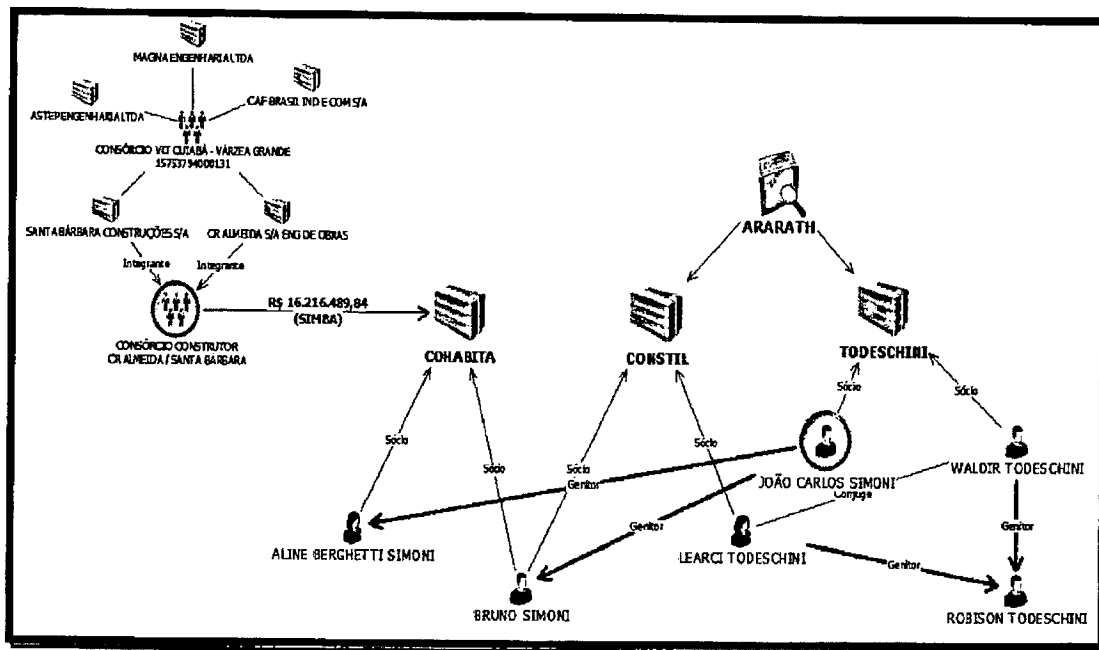 MAGNA ENGENHARIA LTDA
ASTEP ENGENHARIA LTDA
CAF BRASIL IND E COM S/A
CONSÓRCIO VLT CUIABÁ - VÁRZEA GRANDE
15753794000131
SANTA BÁRBARA CONSTRUÇÕES S/A
CR ALMEIDA S/A ENG DE OBRAS
Integrante
Integrante
CONSÓRCIO CONSTRUTOR
CR ALMEIDA / SANTA BARBARA
R$ 16.216.489,84
(SIMBA)
COHABITA
ARARATH
CONSTIL
TODESCHINI
Sócio
Sócio
Sócio
Sócio
Sócio
Sócio
JOÃO CARLOS SIMONI
WALDIR TODESCHINI
Genitor
Conjuge
Genitor
Genitor
ALINE BERGHETTI SIMONI
LEARCI TODESCHINI
Genitor
BRUNO SIMONI
ROBISON TODESCHINI